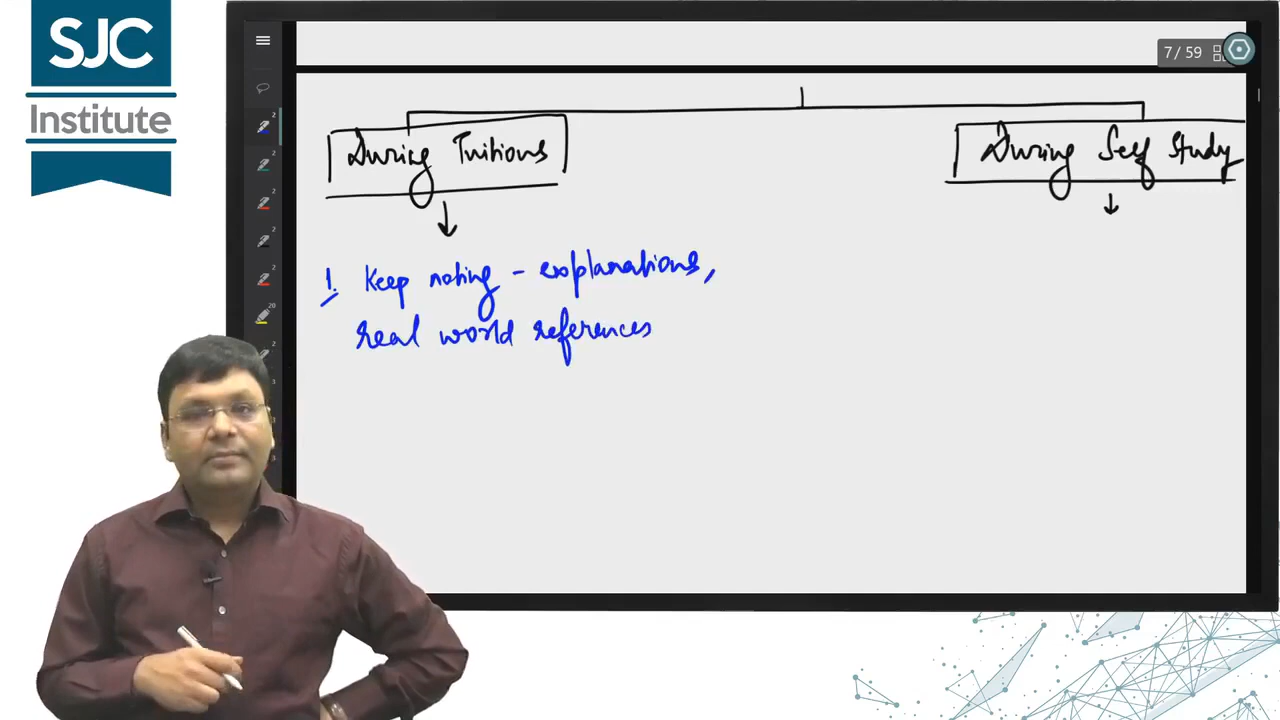 SJC
Institute
7 / 59
During Tuitions
During Self Study
1. Keep noting - explanations,
real world references